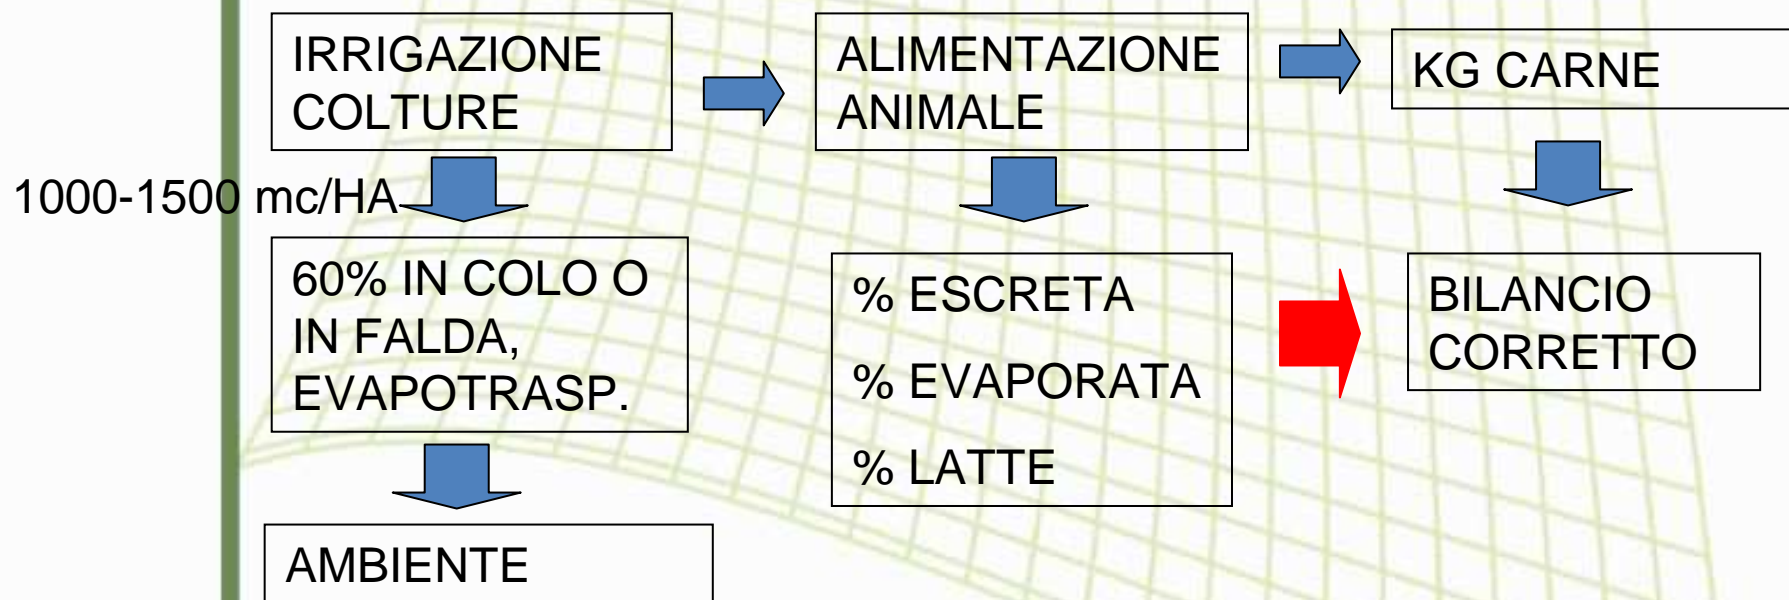 IRRIGAZIONE
COLTURE
ALIMENTAZIONE
ANIMALE
KG CARNE
1000-1500 mc/HA
60% IN COLO O
IN FALDA,
EVAPOTRASP.
% ESCRETA
% EVAPORATA
% LATTE
BILANCIO
CORRETTO
AMBIENTE